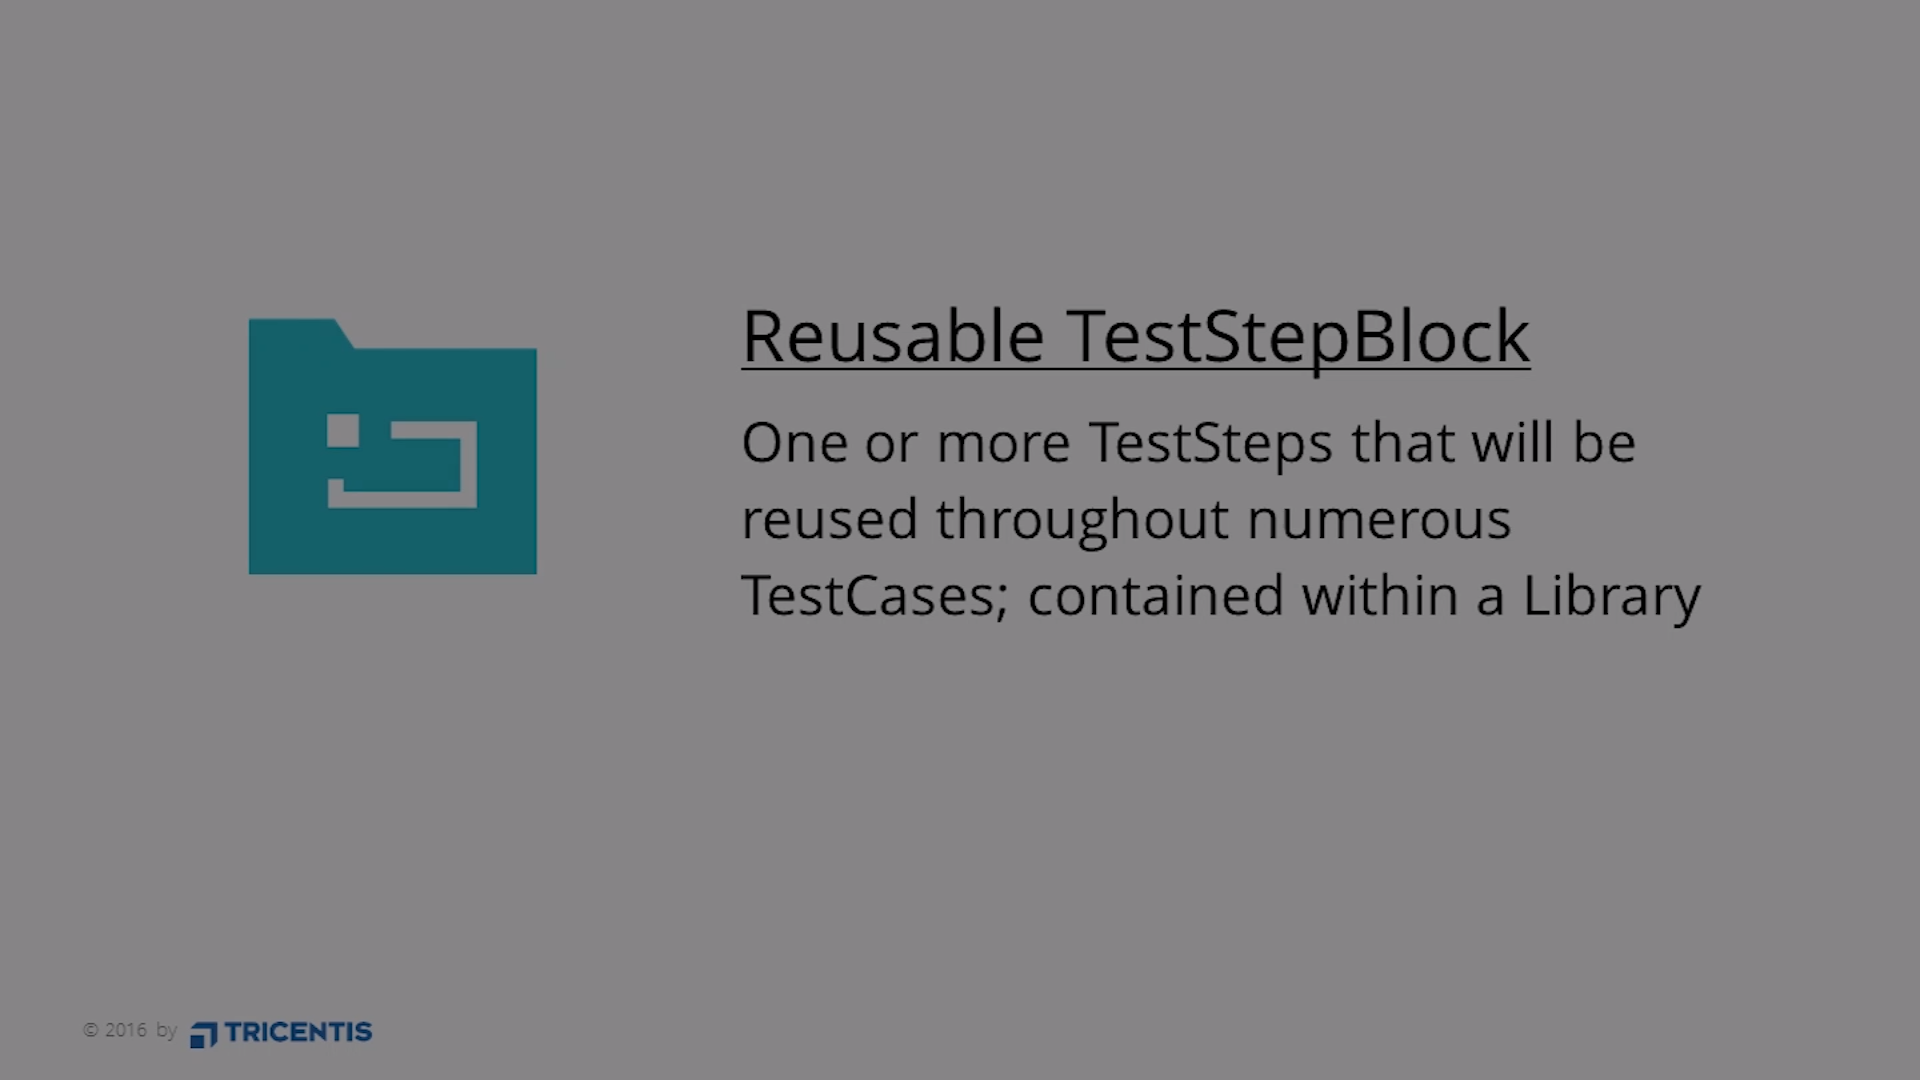 Reusable TestStepBlock
One or more TestSteps that will be
reused throughout numerous
TestCases; contained within a Library
© 2016 by TRICENTIS